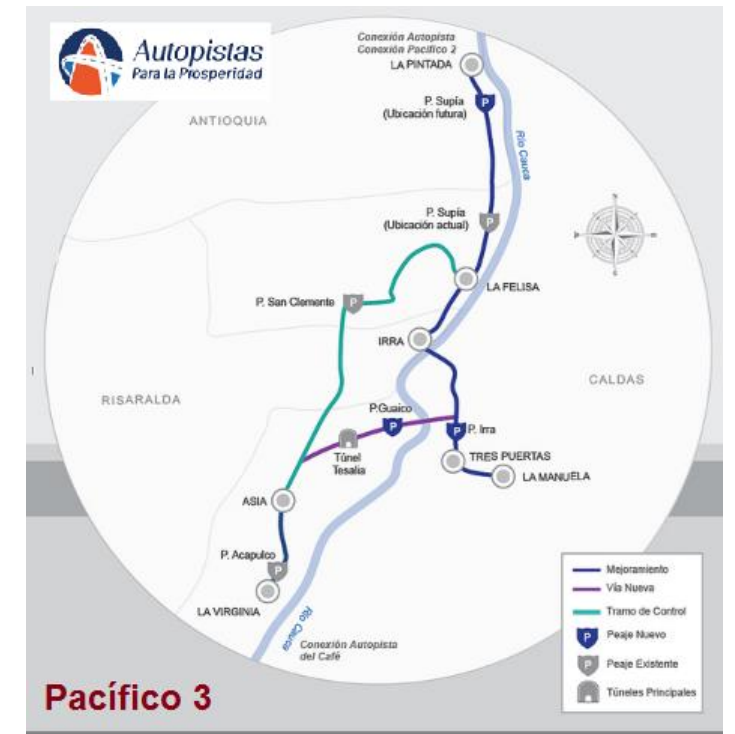 Autopistas
Para la Prosperidad
Conexión Autopista
Conexión Pacífico 2
LA PINTADA
P. Supía
(Ubicación futura)
ANTIOQUIA
Río Cauca
P. Supía
(Ubicación actual)
LA FELISA
P. San Clemente
IRRA
CALDAS
RISARALDA
P.Guaico
P. Irra
Túnel
Tesalia
TRES PUERTAS
LA MANUELA
ASIA
P. Acapulco
LA VIRGINIA
Río Cauca
Conexión Autopista
del Café
Mejoramiento
Vía Nueva
Tramo de Control
P Peaje Nuevo
P Peaje Existente
Túneles Principales
Pacífico 3